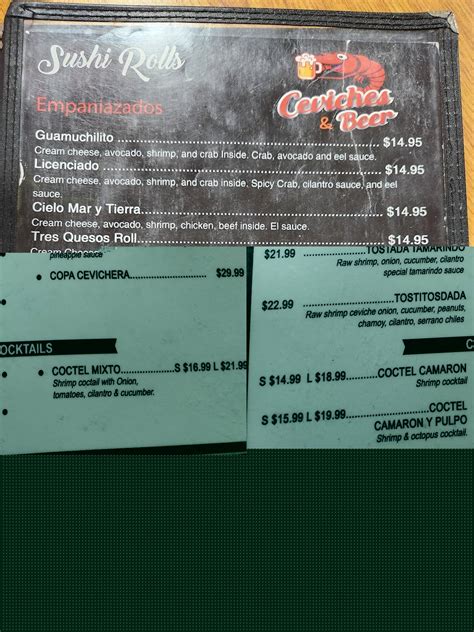 Sushi Rolls
Ceviches & Beer
Empaniazados
Guamuchilito ........ $14.95
Cream cheese, avocado, shrimp, and crab Inside. Crab, avocado and eel sauce.
Licenciado ........ $14.95
Cream cheese, avocado, shrimp, and crab inside. Spicy Crab, cilantro sauce, and eel
sauce.
Cielo Mar y Tierra........ $14.95
Cream cheese, avocado, shrimp, chicken, beef inside. El sauce.
Tres Quesos Roll........ $14.95
pineapple sauce
• COPA CEVICHERA........ $29.99
COCKTAILS
• COCTEL MIXTO........S $16.99 L $21.99
Shrimp coctail with Onion,
tomatoes, cilantro & cucumber.
$21.99 ........TOSTADA TAMARINDO
Raw shrimp, onion, cucumber, cilantro
special tamarindo sauce
$22.99 ........TOSTITOSDADA
Raw shrimp ceviche onion, cucumber, peanuts,
chamoy, cilantro, serrano chiles
S $14.99 L $18.99........COCTEL CAMARON
Shrimp cocktail
S $15.99 L $19.99........COCTEL
CAMARON Y PULPO
Shrimp & octopus cocktail.